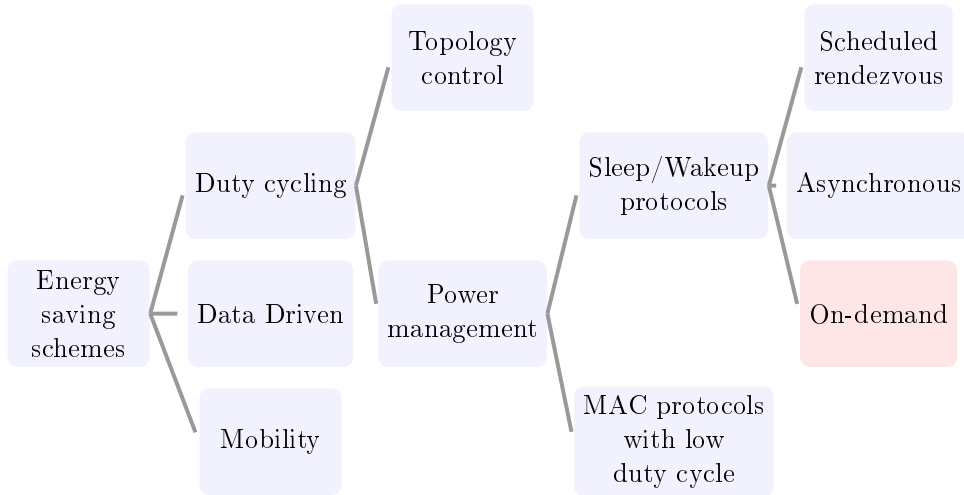 Energy
saving
schemes
Duty cycling
Data Driven
Mobility
Topology
control
Power
management
Sleep/Wakeup
protocols
MAC protocols
with low
duty cycle
Scheduled
rendezvous
Asynchronous
On-demand